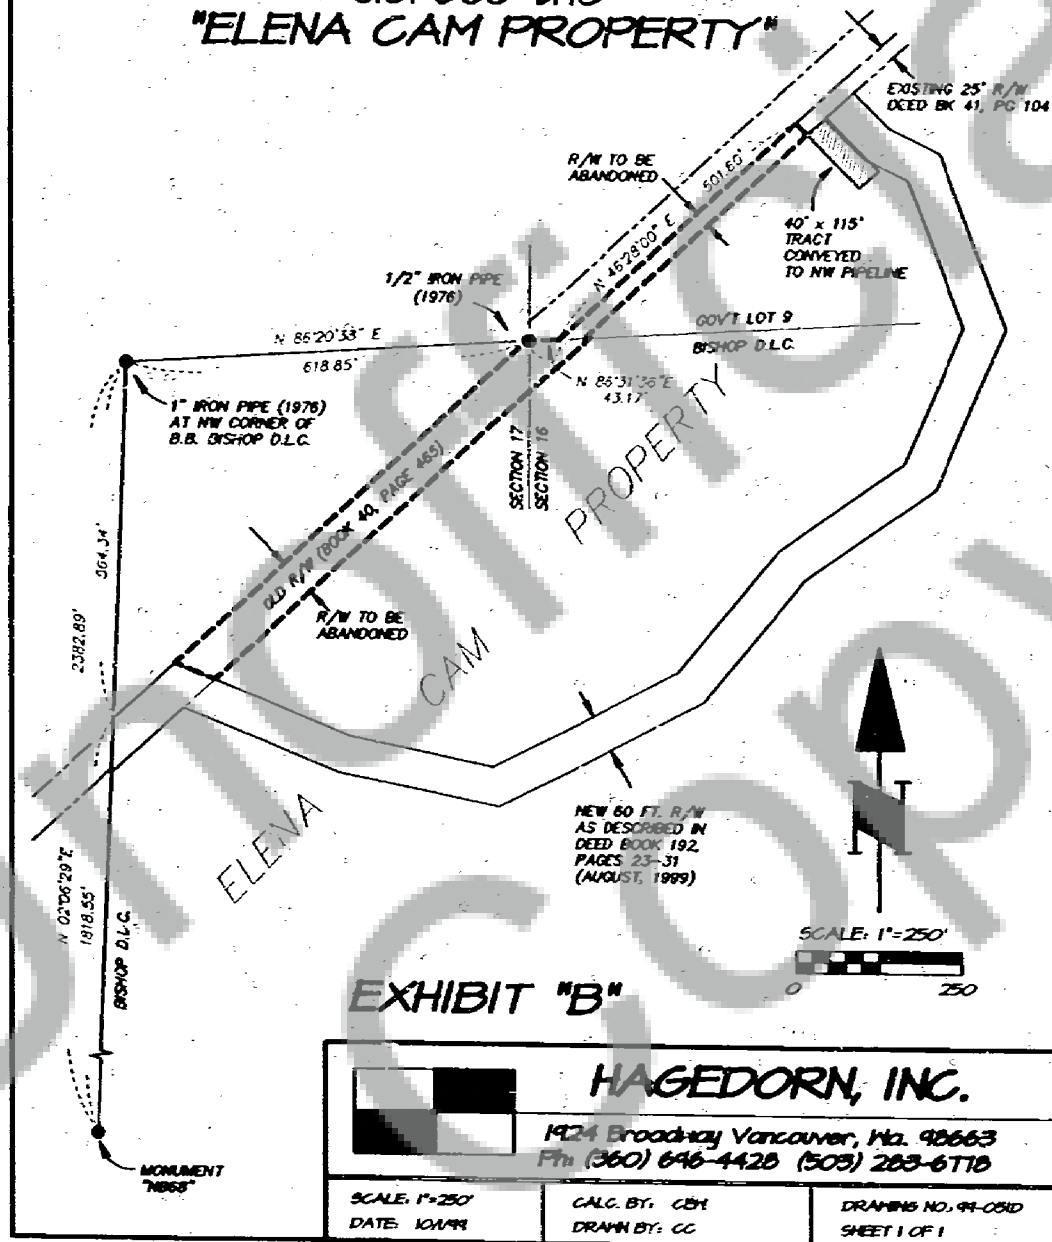 across the
"ELENA CAM PROPERTY"
EXISTING 25' R/W
DEED BK 41, PG 104
R/W TO BE
ABANDONED
501.60'
N 46°28'00" E
40' x 115'
TRACT
CONVEYED
TO NW PIPELINE
1/2" IRON PIPE
(1976)
GOV'T LOT 9
BISHOP D.L.C.
N 86°20'33" E
618.85'
N 86°31'36" E
43.17'
1" IRON PIPE (1976)
AT NW CORNER OF
B.B. BISHOP D.L.C.
SECTION 17
SECTION 16
PROPERTY
OLD R/W (BOOK 40, PAGE 465)
564.34'
2382.89'
R/W TO BE
ABANDONED
CAM
ELENA
NEW 60 FT. R/W
AS DESCRIBED IN
DEED BOOK 192,
PAGES 23-31
(AUGUST, 1999)
N 02°06'29" E
1818.55'
BISHOP D.L.C.
N
SCALE: 1"=250'
0 250
EXHIBIT "B"
MONUMENT
HAGEDORN, INC.
1924 Broadway Vancouver, Wa. 98663
Ph: (360) 696-4428 (503) 283-6778
SCALE: 1"=250'
DATE: 10/1/99
CALC. BY: CBH
DRAWN BY: CC
DRAWING NO. 99-051D
SHEET 1 OF 1